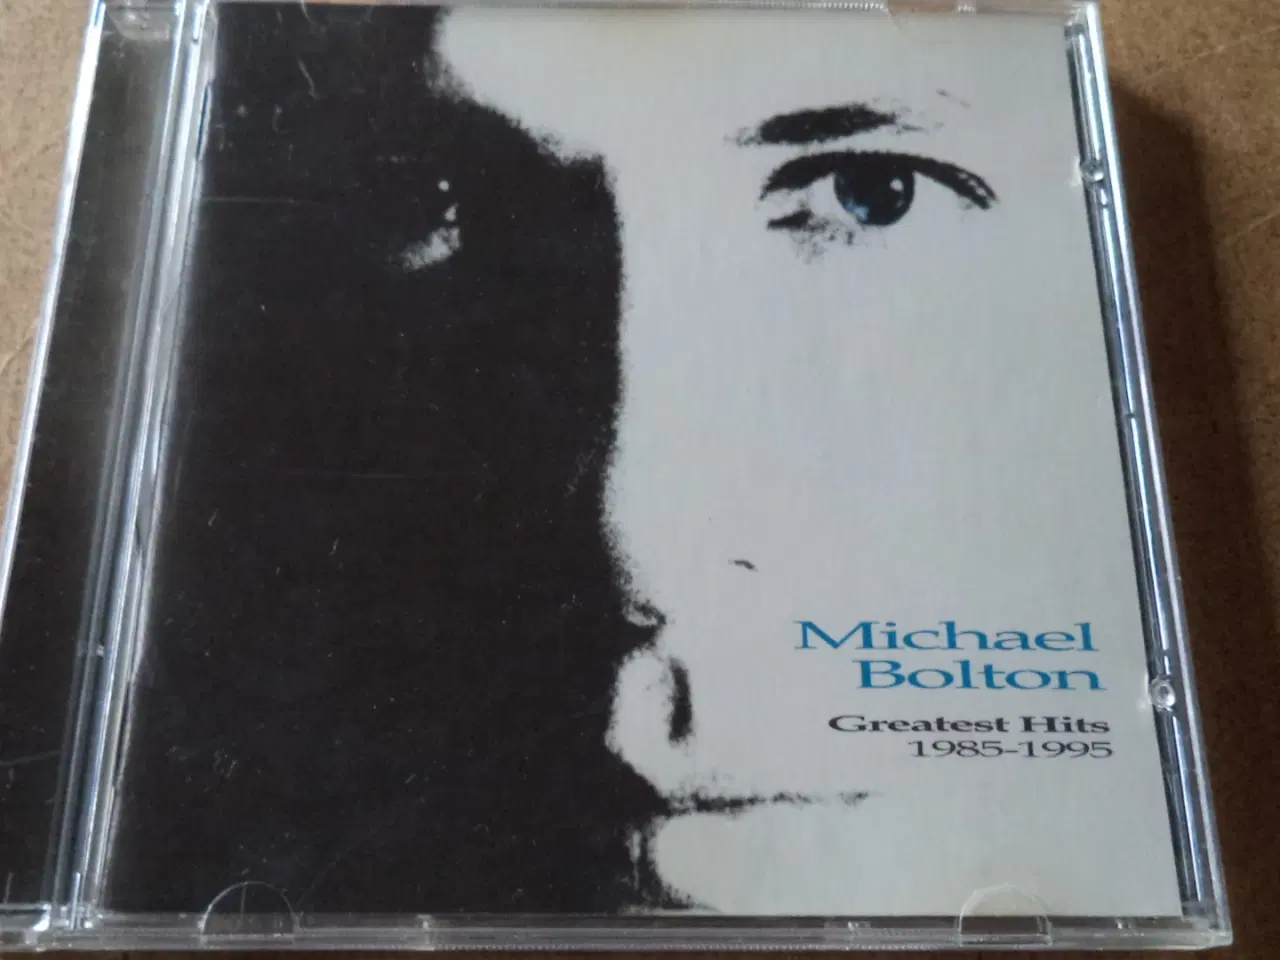 Michael
Bolton
Greatest Hits
1985-1995